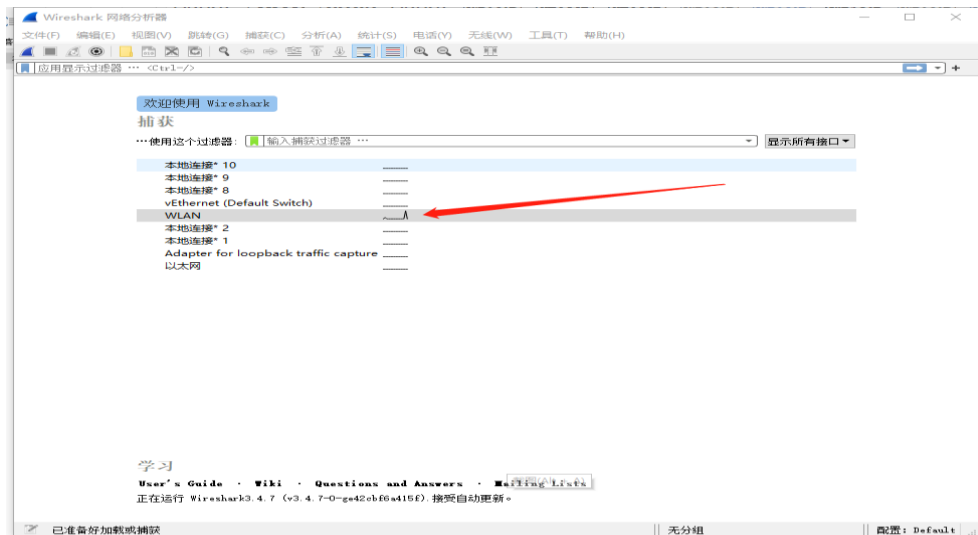 Wireshark 网络分析器
文件(F) 编辑(E) 视图(V) 跳转(G) 捕获(C) 分析(A) 统计(S) 电话(Y) 无线(W) 工具(T) 帮助(H)
应用显示过滤器 … <Ctrl-/>
欢迎使用 Wireshark
捕获
…使用这个过滤器: 输入捕获过滤器 … 显示所有接口
本地连接* 10
本地连接* 9
本地连接* 8
vEthernet (Default Switch)
WLAN
本地连接* 2
本地连接* 1
Adapter for loopback traffic capture
以太网
学习
User's Guide · Wiki · Questions and Answers · Mailing Lists
正在运行 Wireshark3.4.7 (v3.4.7-0-ge42cbf6a415f).接受自动更新。
已准备好加载或捕获 无分组 配置: Default